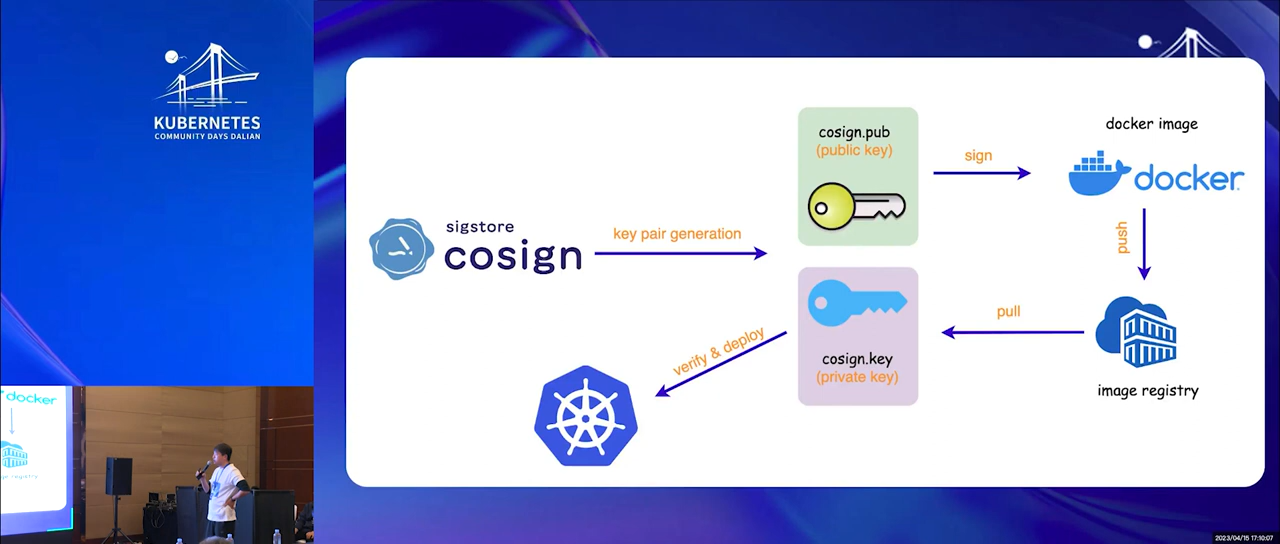 KUBERNETES
COMMUNITY DAYS DALIAN
sigstore
cosign
key pair generation
cosign.pub
(public key)
sign
docker image
docker
push
image registry
pull
cosign.key
(private key)
verify & deploy
docker
2023/04/15 17:10:07